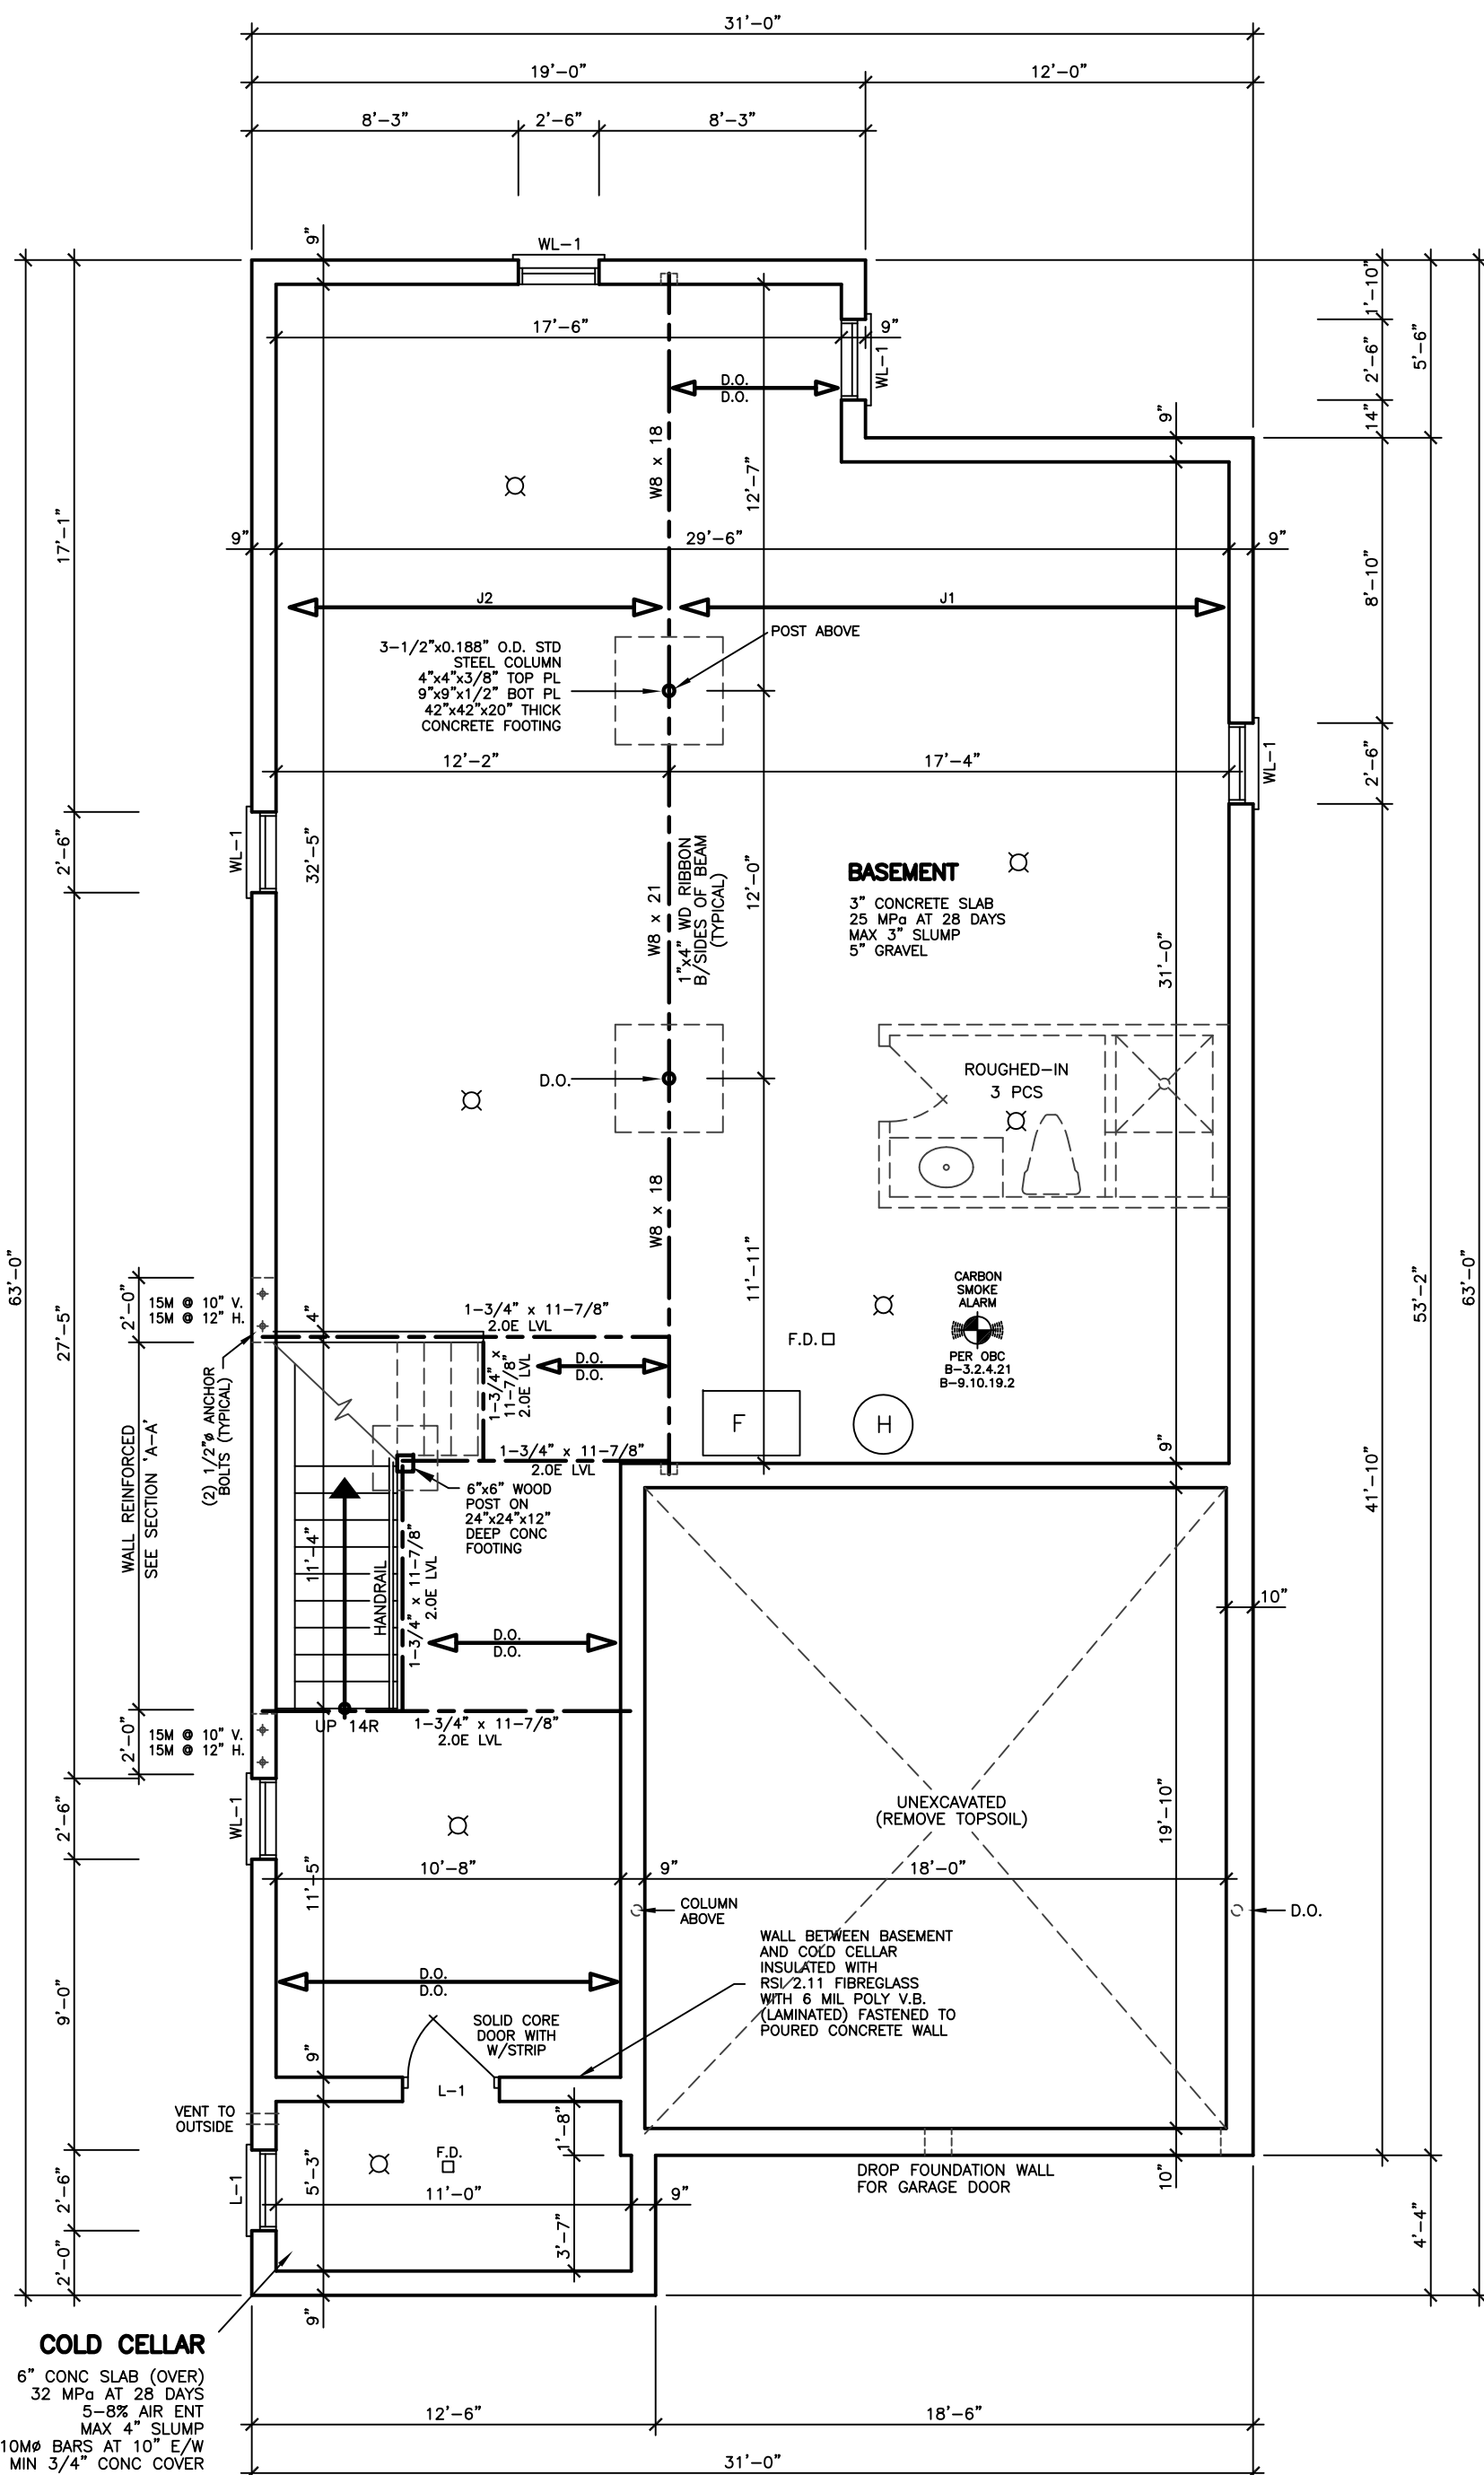 31'-0"
19'-0"
12'-0"
8'-3"
2'-6"
8'-3"
9"
WL-1
17'-6"
9"
WL-1
D.O.
D.O.
1'-10"
2'-6"
14"
5'-6"
9"
W8 x 18
12'-7"
17'-1"
9"
29'-6"
9"
8'-10"
J2
J1
POST ABOVE
3-1/2"x0.188" O.D. STD
STEEL COLUMN
4"x4"x3/8" TOP PL
9"x9"x1/2" BOT PL
42"x42"x20" THICK
CONCRETE FOOTING
12'-2"
17'-4"
WL-1
2'-6"
2'-6"
WL-1
32'-5"
W8 x 21
1"x4" WD RIBBON
B/SIDES OF BEAM
(TYPICAL)
12'-0"
BASEMENT
3" CONCRETE SLAB
25 MPa AT 28 DAYS
MAX 3" SLUMP
5" GRAVEL
31'-0"
D.O.
ROUGHED-IN
3 PCS
W8 x 18
11'-11"
63'-0"
27'-5"
2'-0"
15M @ 10" V.
15M @ 12" H.
4"
1-3/4" x 11-7/8"
2.0E LVL
D.O.
D.O.
1-3/4" x
11-7/8"
2.0E LVL
F.D.
CARBON
SMOKE
ALARM
PER OBC
B-3.2.4.21
B-9.10.19.2
53'-2"
63'-0"
41'-10"
(2) 1/2"ø ANCHOR
BOLTS (TYPICAL)
WALL REINFORCED
SEE SECTION 'A-A'
F
H
9"
1-3/4" x 11-7/8"
2.0E LVL
6"x6" WOOD
POST ON
24"x24"x12"
DEEP CONC
FOOTING
11'-4"
HANDRAIL
1-3/4" x 11-7/8"
2.0E LVL
D.O.
D.O.
10"
UP 14R
1-3/4" x 11-7/8"
2.0E LVL
2'-0"
15M @ 10" V.
15M @ 12" H.
2'-6"
WL-1
UNEXCAVATED
(REMOVE TOPSOIL)
19'-10"
11'-5"
10'-8"
9"
18'-0"
COLUMN
ABOVE
D.O.
WALL BETWEEN BASEMENT
AND COLD CELLAR
INSULATED WITH
RSI 2.11 FIBREGLASS
WITH 6 MIL POLY V.B.
(LAMINATED) FASTENED TO
POURED CONCRETE WALL
D.O.
D.O.
9'-0"
SOLID CORE
DOOR WITH
W/STRIP
9"
L-1
VENT TO
OUTSIDE
1'-8"
F.D.
5'-3"
L-1
2'-6"
11'-0"
9"
DROP FOUNDATION WALL
FOR GARAGE DOOR
10"
3'-7"
4'-4"
2'-0"
9"
COLD CELLAR
6" CONC SLAB (OVER)
32 MPa AT 28 DAYS
5-8% AIR ENT
MAX 4" SLUMP
10Mø BARS AT 10" E/W
MIN 3/4" CONC COVER
12'-6"
18'-6"
31'-0"